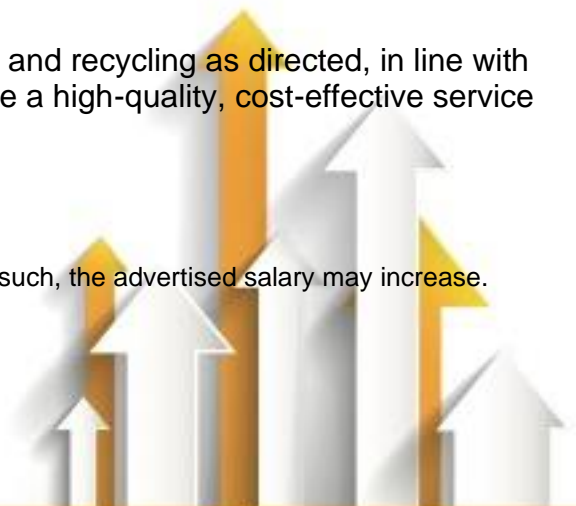 and recycling as directed, in line with
e a high-quality, cost-effective service
such, the advertised salary may increase.